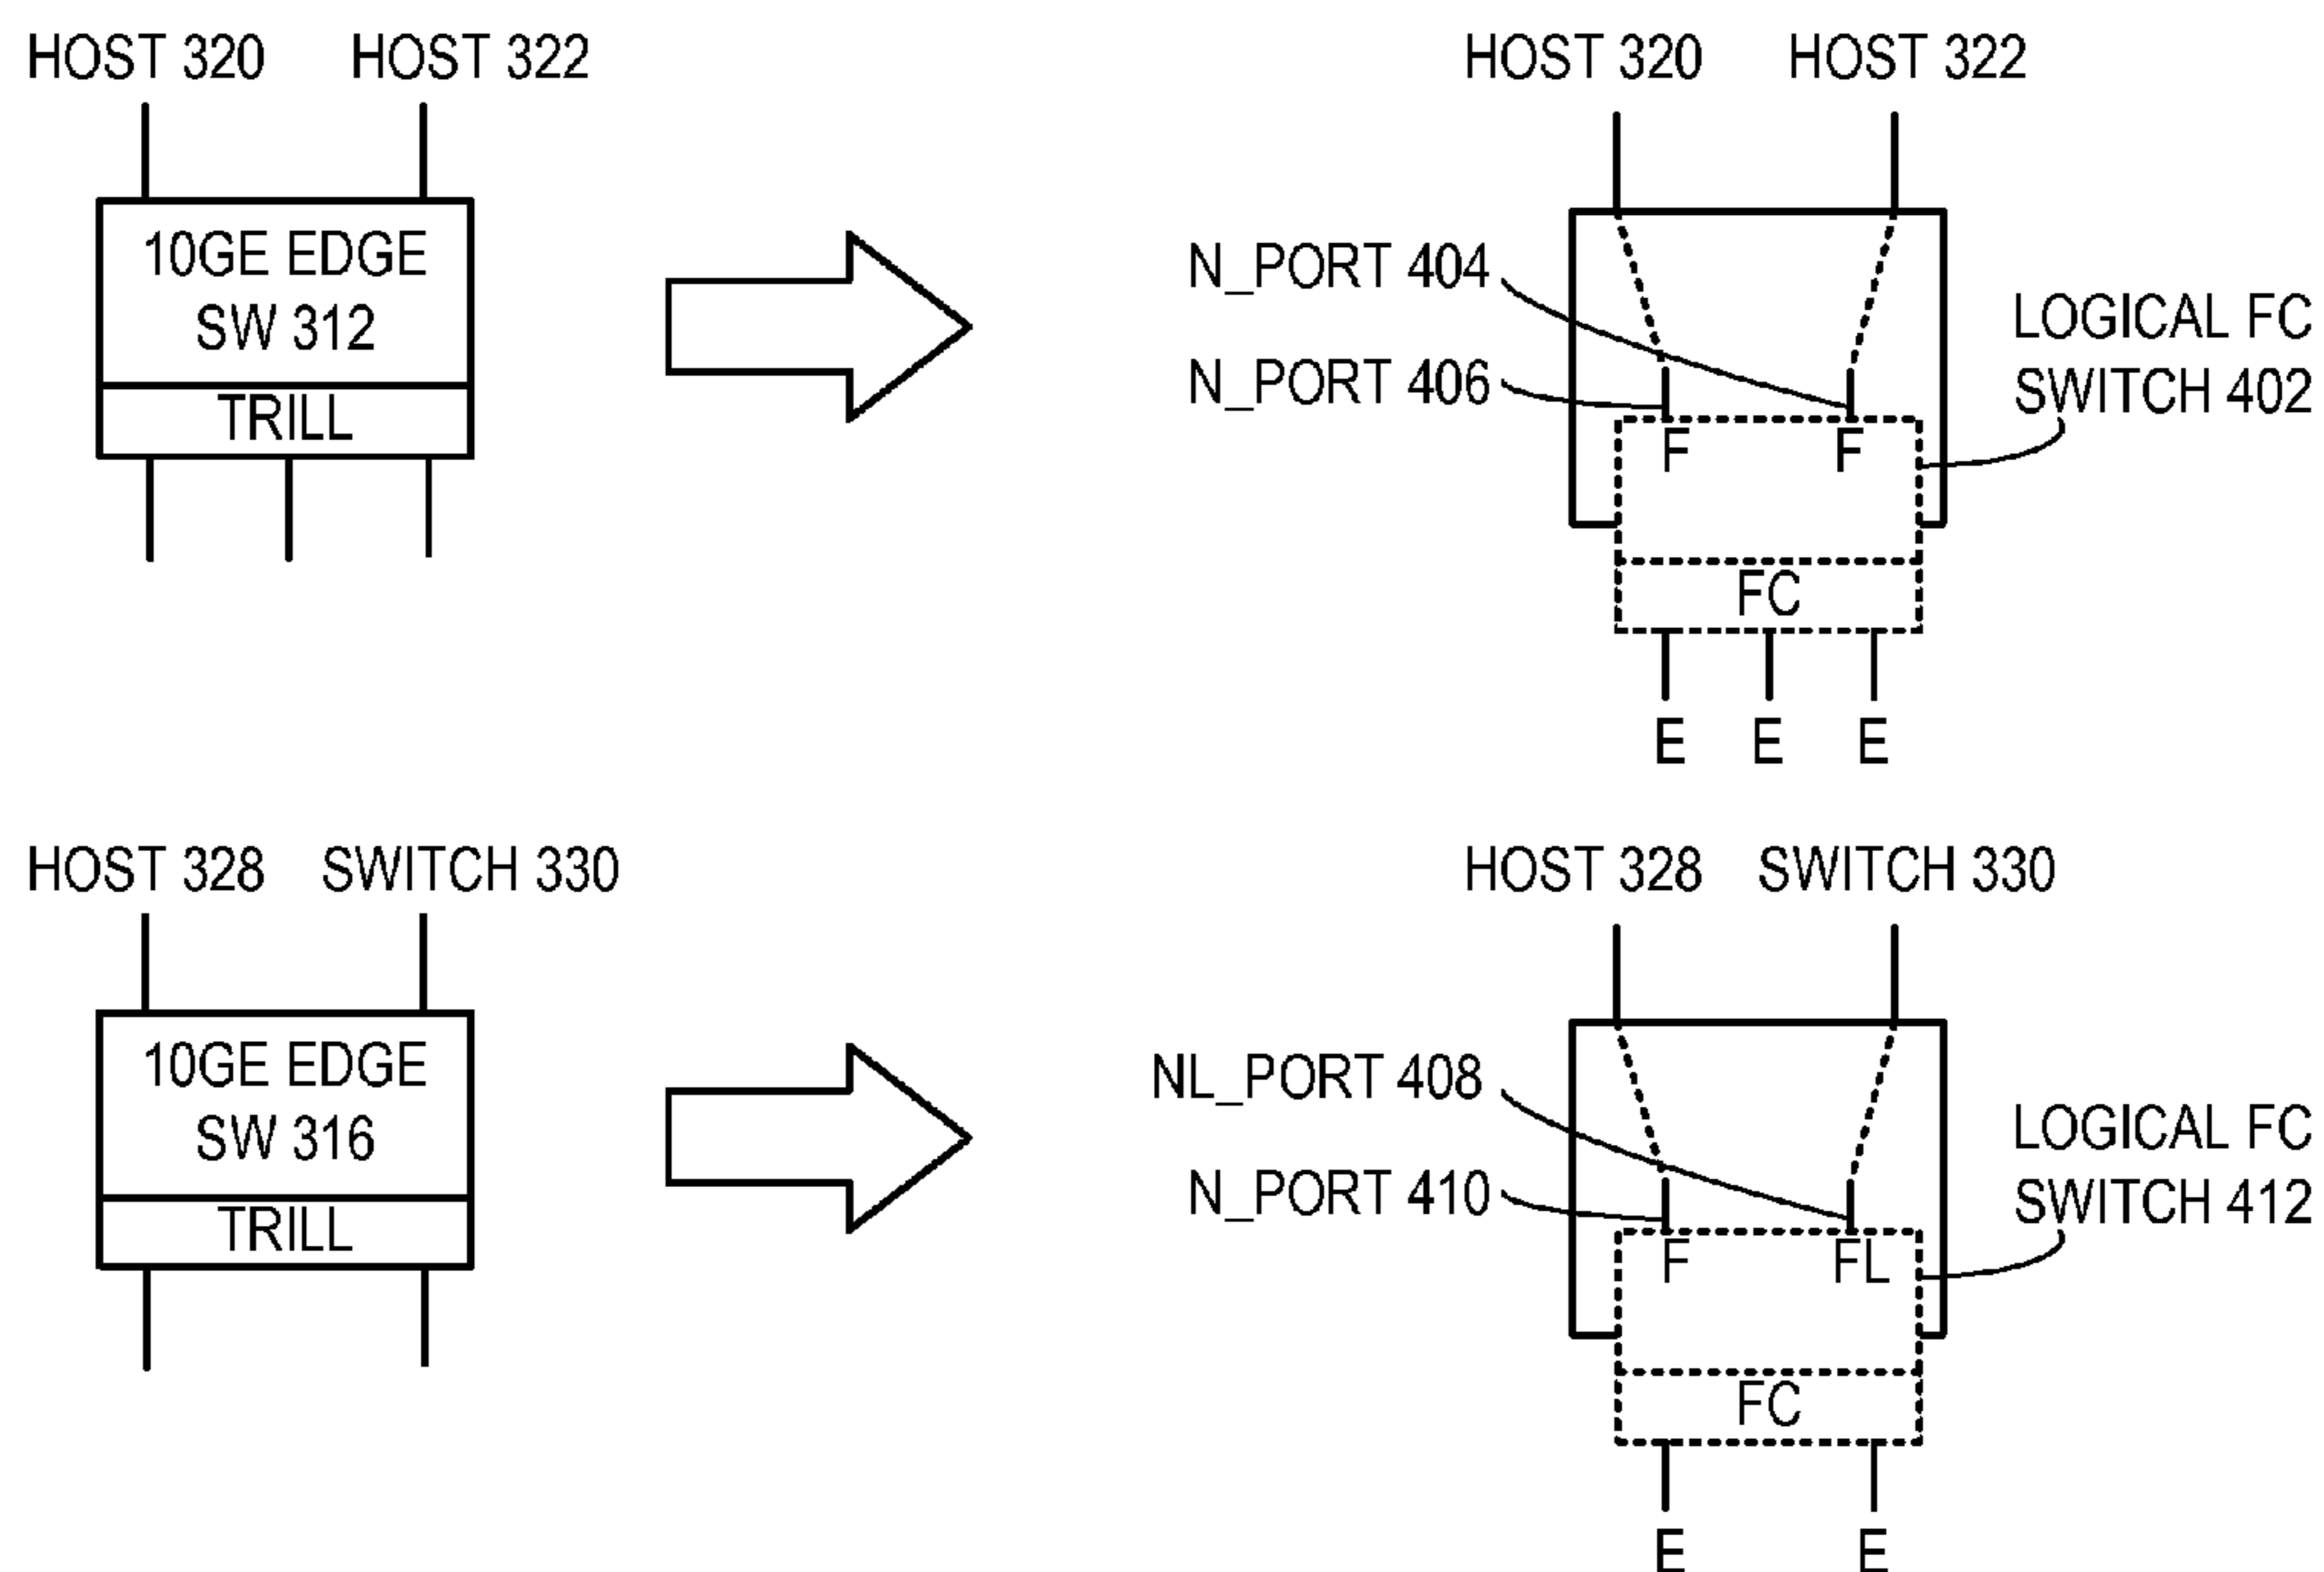 HOST 320 HOST 322
10GE EDGE
SW 312
TRILL
HOST 320 HOST 322
N_PORT 404
N_PORT 406
LOGICAL FC
SWITCH 402
F F
FC
E E E
HOST 328 SWITCH 330
10GE EDGE
SW 316
TRILL
HOST 328 SWITCH 330
NL_PORT 408
N_PORT 410
LOGICAL FC
SWITCH 412
F FL
FC
E E